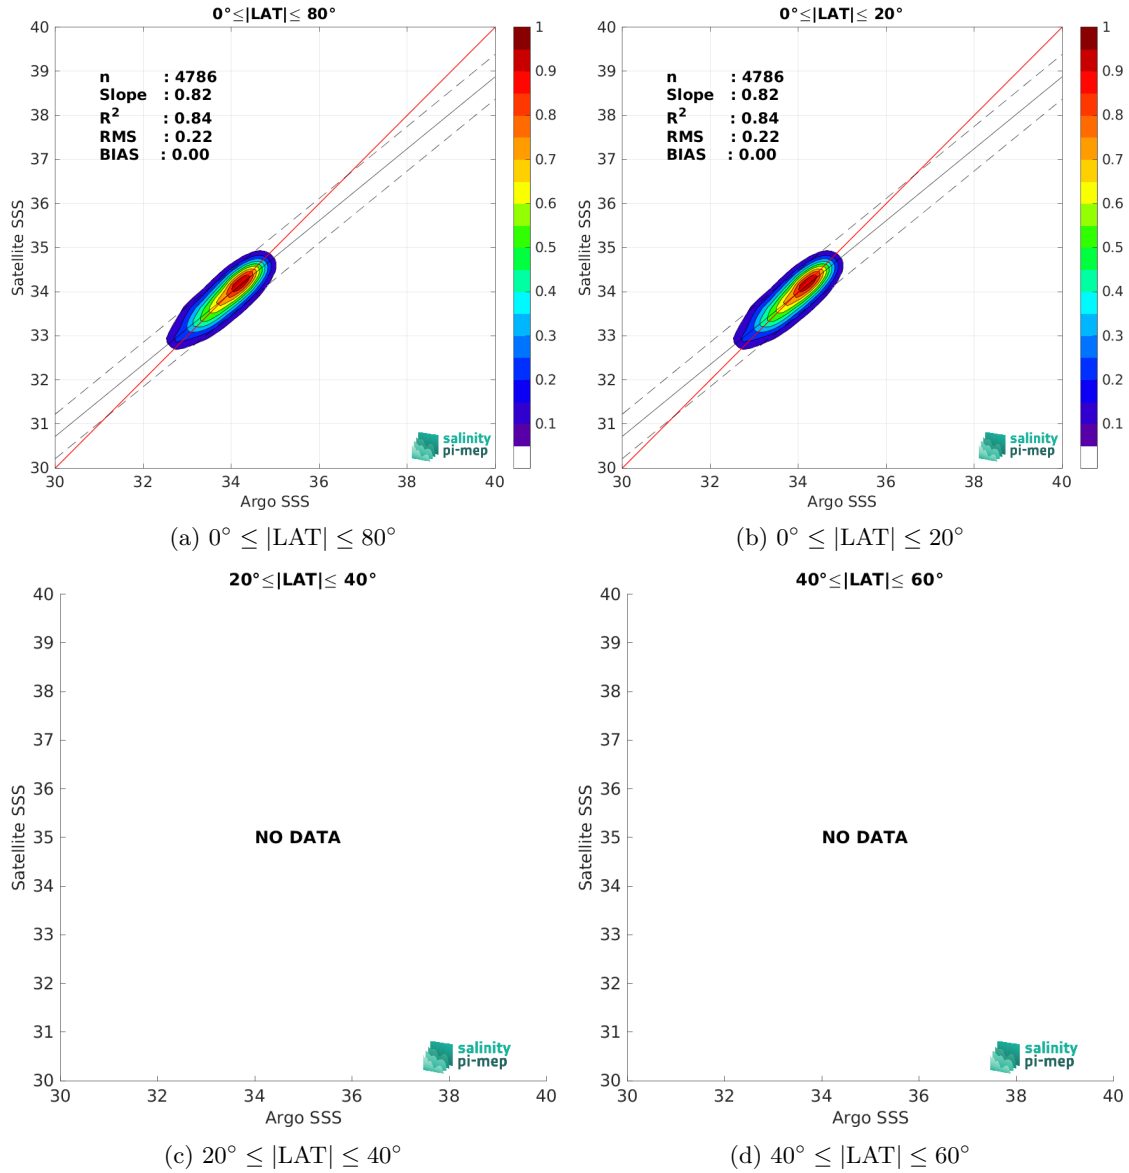 0°≤|LAT|≤ 80°
40
39
38
37
36
35
34
33
32
31
30
Satellite SSS
n : 4786
Slope : 0.82
R² : 0.84
RMS : 0.22
BIAS : 0.00
salinity
pi-mep
30 32 34 36 38 40
Argo SSS
1
0.9
0.8
0.7
0.6
0.5
0.4
0.3
0.2
0.1
(a) 0° ≤ |LAT| ≤ 80°
0°≤|LAT|≤ 20°
40
39
38
37
36
35
34
33
32
31
30
Satellite SSS
n : 4786
Slope : 0.82
R² : 0.84
RMS : 0.22
BIAS : 0.00
salinity
pi-mep
30 32 34 36 38 40
Argo SSS
1
0.9
0.8
0.7
0.6
0.5
0.4
0.3
0.2
0.1
(b) 0° ≤ |LAT| ≤ 20°
20°≤|LAT|≤ 40°
40
39
38
37
36
35
34
33
32
31
30
Satellite SSS
NO DATA
salinity
pi-mep
30 32 34 36 38 40
Argo SSS
(c) 20° ≤ |LAT| ≤ 40°
40°≤|LAT|≤ 60°
40
39
38
37
36
35
34
33
32
31
30
Satellite SSS
NO DATA
salinity
pi-mep
30 32 34 36 38 40
Argo SSS
(d) 40° ≤ |LAT| ≤ 60°